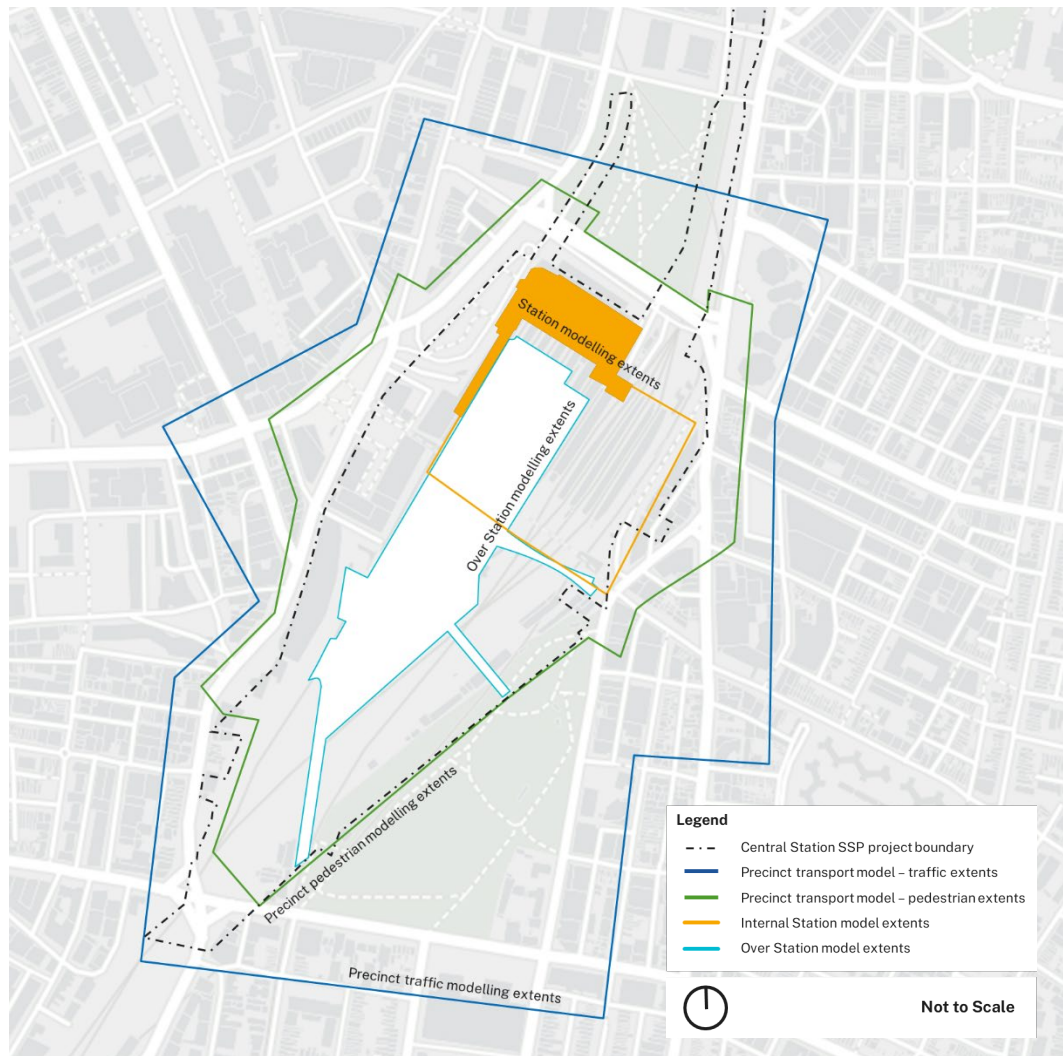 Station modelling extents
Over Station modelling extents
Precinct pedestrian modelling extents
Precinct traffic modelling extents
Legend
Central Station SSP project boundary
Precinct transport model – traffic extents
Precinct transport model – pedestrian extents
Internal Station model extents
Over Station model extents
Not to Scale